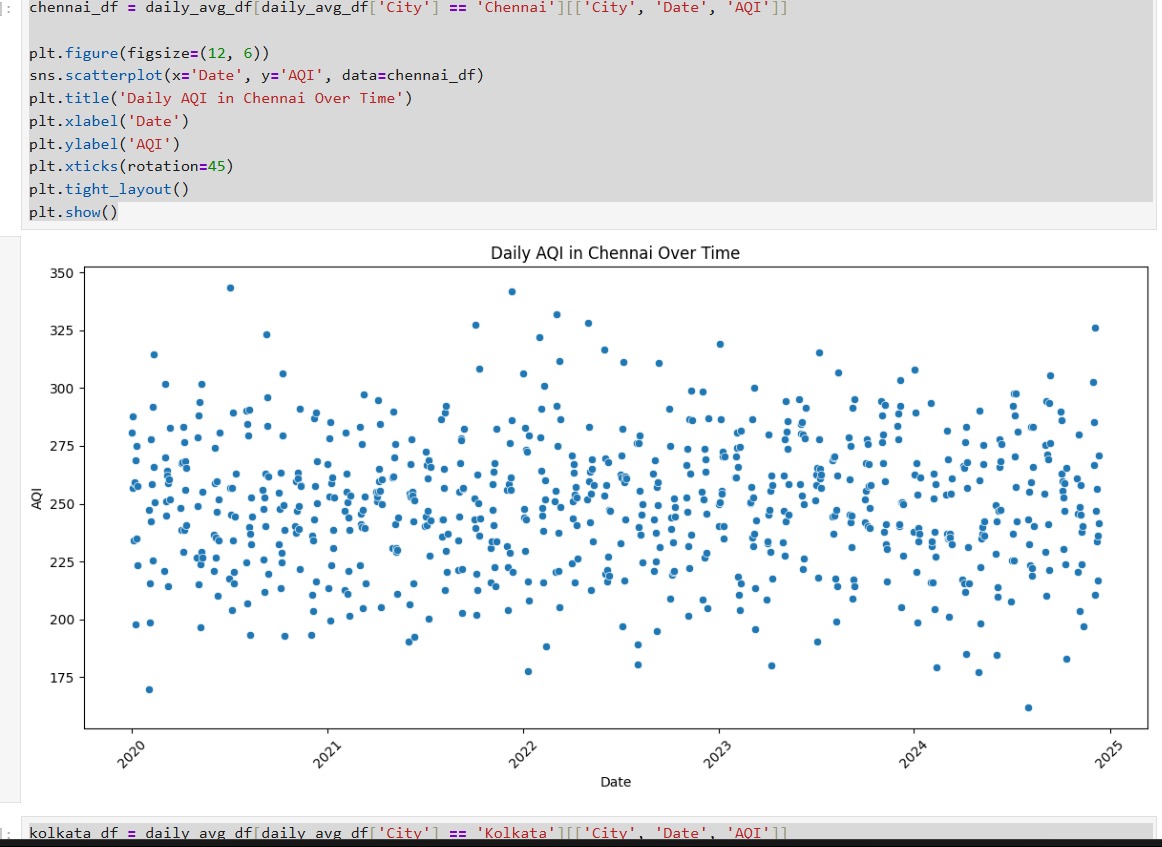 ]: chennai_df = daily_avg_df[daily_avg_df['City'] == 'Chennai'][['City', 'Date', 'AQI']]
plt.figure(figsize=(12, 6))
sns.scatterplot(x='Date', y='AQI', data=chennai_df)
plt.title('Daily AQI in Chennai Over Time')
plt.xlabel('Date')
plt.ylabel('AQI')
plt.xticks(rotation=45)
plt.tight_layout()
plt.show()
Daily AQI in Chennai Over Time
350
325
300
275
250
225
200
175
AQI
2020
2021
2022
2023
2024
2025
Date
]: kolkata_df = daily_avg_df[daily_avg_df['City'] == 'Kolkata'][['City', 'Date', 'AQI']]